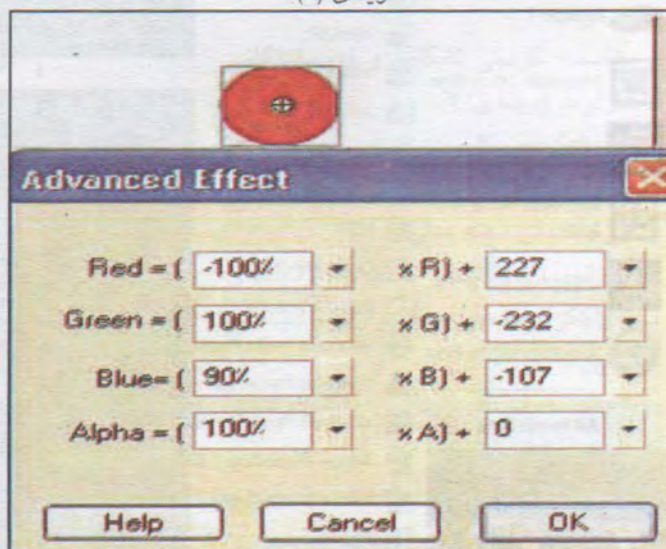 Advanced Effect
Red = ( -100% x R) + 227
Green = ( 100% x G) + -232
Blue= ( 90% x B) + -107
Alpha = ( 100% x A) + 0
Help Cancel OK